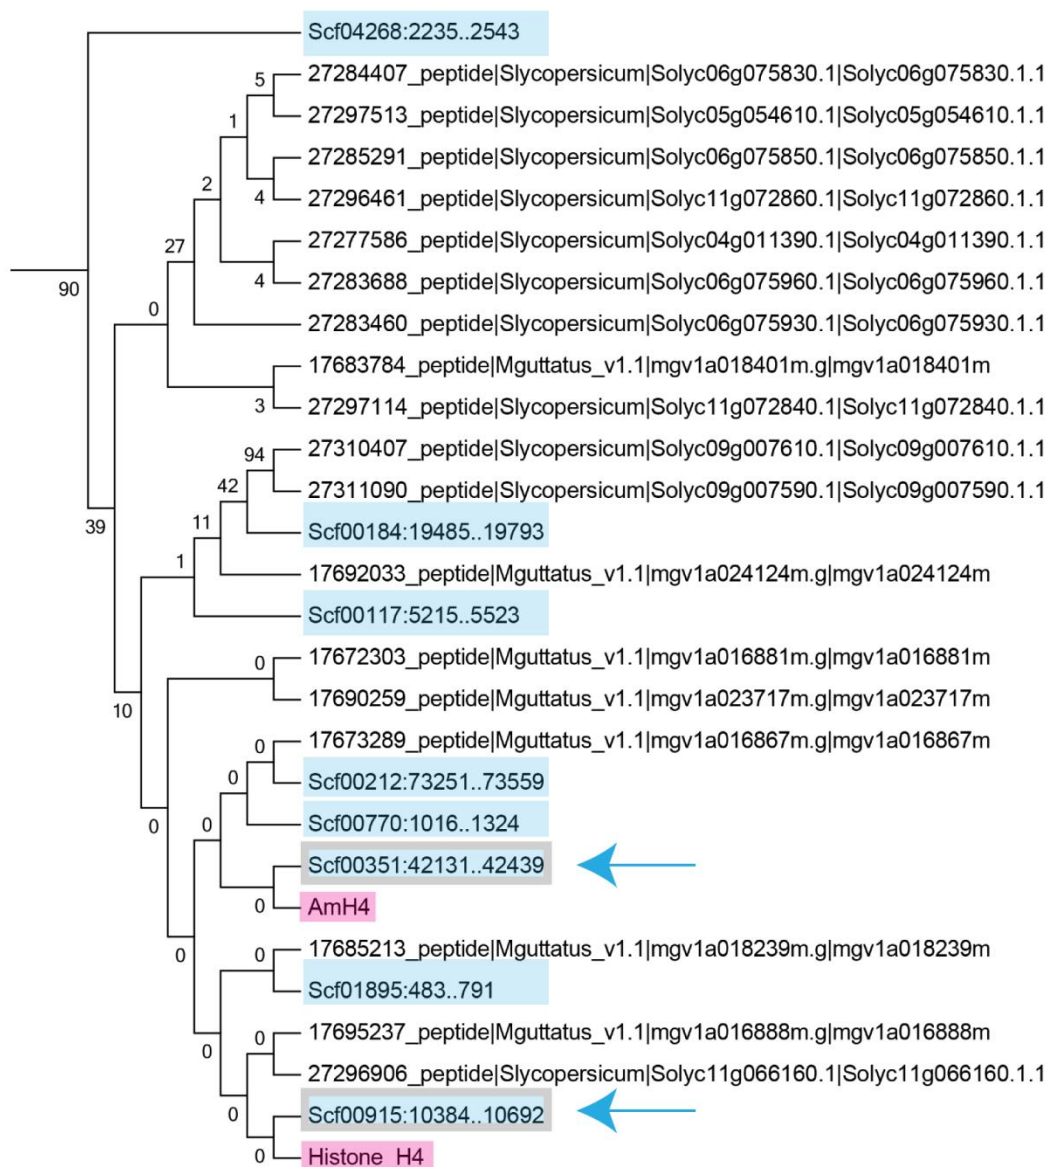 Scf04268:2235..2543
27284407_peptide|Slycopersicum|Solyc06g075830.1|Solyc06g075830.1.1
5
27297513_peptide|Slycopersicum|Solyc05g054610.1|Solyc05g054610.1.1
1
27285291_peptide|Slycopersicum|Solyc06g075850.1|Solyc06g075850.1.1
2
4
27296461_peptide|Slycopersicum|Solyc11g072860.1|Solyc11g072860.1.1
27277586_peptide|Slycopersicum|Solyc04g011390.1|Solyc04g011390.1.1
27
4
27283688_peptide|Slycopersicum|Solyc06g075960.1|Solyc06g075960.1.1
90
0
27283460_peptide|Slycopersicum|Solyc06g075930.1|Solyc06g075930.1.1
17683784_peptide|Mguttatus_v1.1|mgv1a018401m.g|mgv1a018401m
3
27297114_peptide|Slycopersicum|Solyc11g072840.1|Solyc11g072840.1.1
27310407_peptide|Slycopersicum|Solyc09g007610.1|Solyc09g007610.1.1
94
27311090_peptide|Slycopersicum|Solyc09g007590.1|Solyc09g007590.1.1
42
39
11
Scf00184:19485..19793
1
17692033_peptide|Mguttatus_v1.1|mgv1a024124m.g|mgv1a024124m
Scf00117:5215..5523
0
17672303_peptide|Mguttatus_v1.1|mgv1a016881m.g|mgv1a016881m
17690259_peptide|Mguttatus_v1.1|mgv1a023717m.g|mgv1a023717m
10
17673289_peptide|Mguttatus_v1.1|mgv1a016867m.g|mgv1a016867m
0
0
Scf00212:73251..73559
0
0
Scf00770:1016..1324
Scf00351:42131..42439
0
AmH4
17685213_peptide|Mguttatus_v1.1|mgv1a018239m.g|mgv1a018239m
0
0
Scf01895:483..791
17695237_peptide|Mguttatus_v1.1|mgv1a016888m.g|mgv1a016888m
0
0
27296906_peptide|Slycopersicum|Solyc11g066160.1|Solyc11g066160.1.1
0
Scf00915:10384..10692
0
Histone_H4